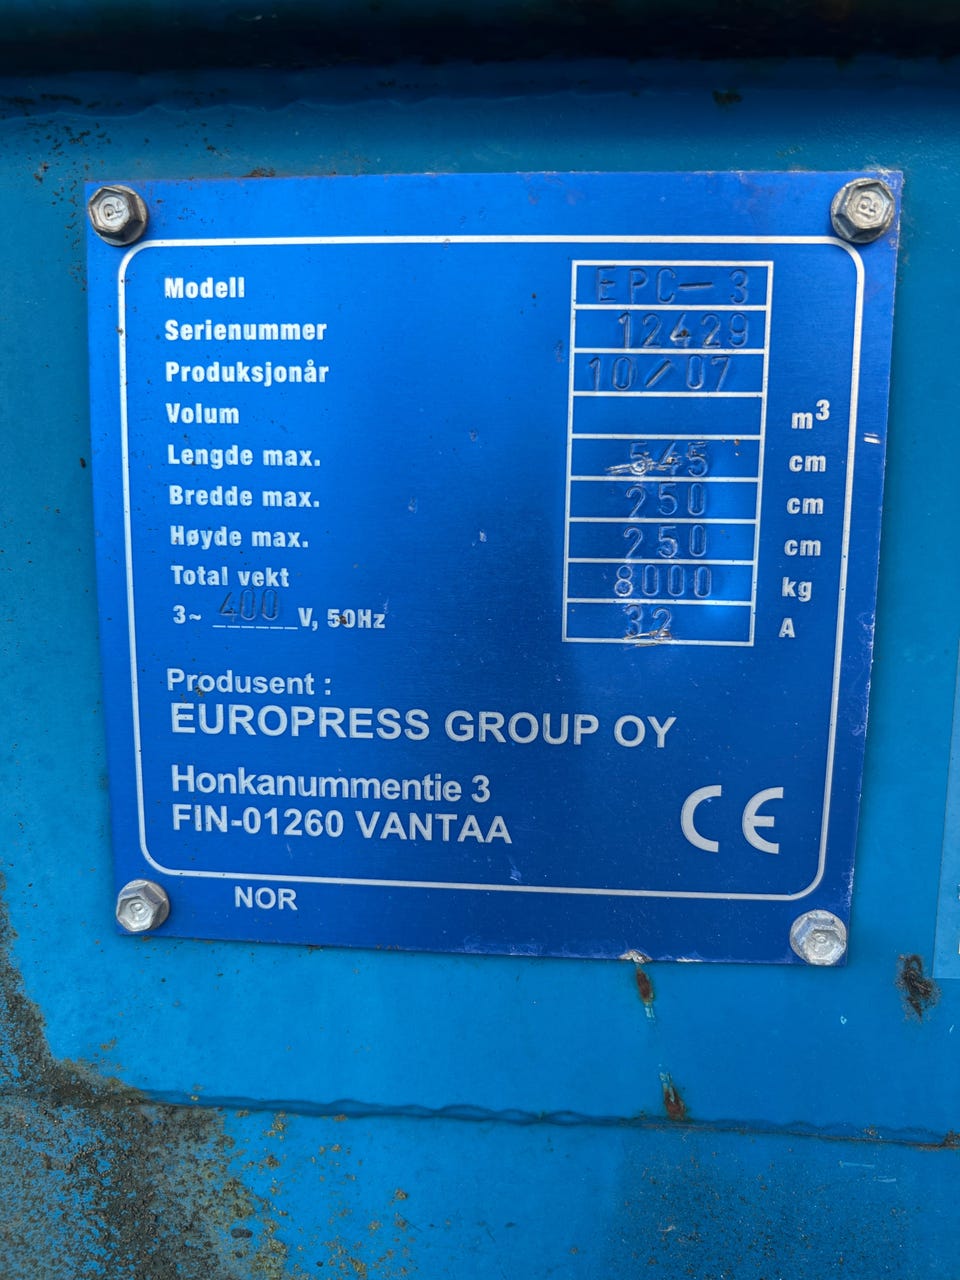 Modell EPC-3
Serienummer 12429
Produksjonår 10/07
Volum m³
Lengde max. 545 cm
Bredde max. 250 cm
Høyde max. 250 cm
Total vekt 8000 kg
3~ 400 V, 50Hz 32 A
Produsent :
EUROPRESS GROUP OY
Honkanummentie 3
FIN-01260 VANTAA
CE
NOR